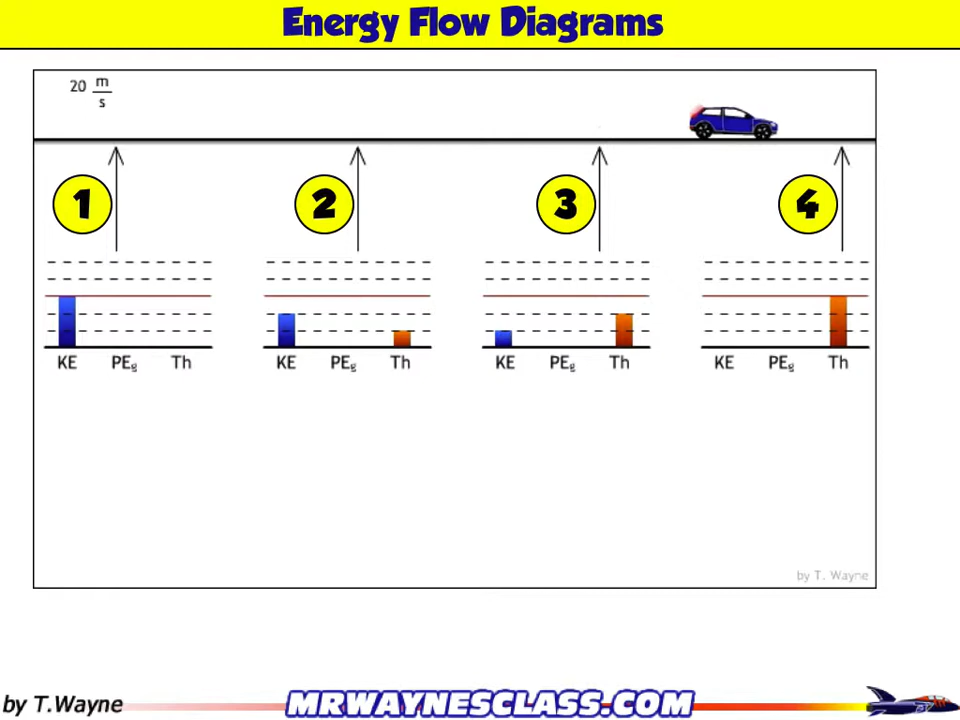 Energy Flow Diagrams
20 m/s
1 2 3 4
KE PEg Th KE PEg Th KE PEg Th KE PEg Th
by T. Wayne
by T.Wayne
MRWAYNESCLASS.COM